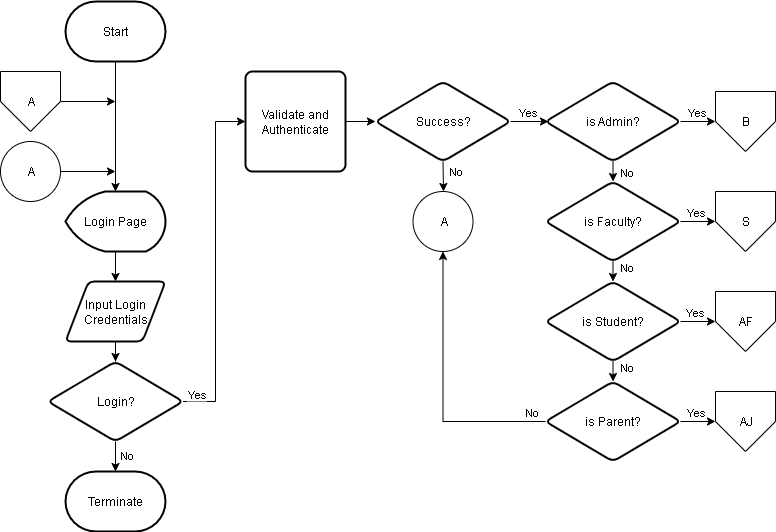 Start
A
A
Login Page
Input Login
Credentials
Login?
Yes
No
Terminate
Validate and
Authenticate
Success?
Yes
No
A
is Admin?
Yes
B
No
is Faculty?
Yes
S
No
is Student?
Yes
AF
No
is Parent?
Yes
AJ
No